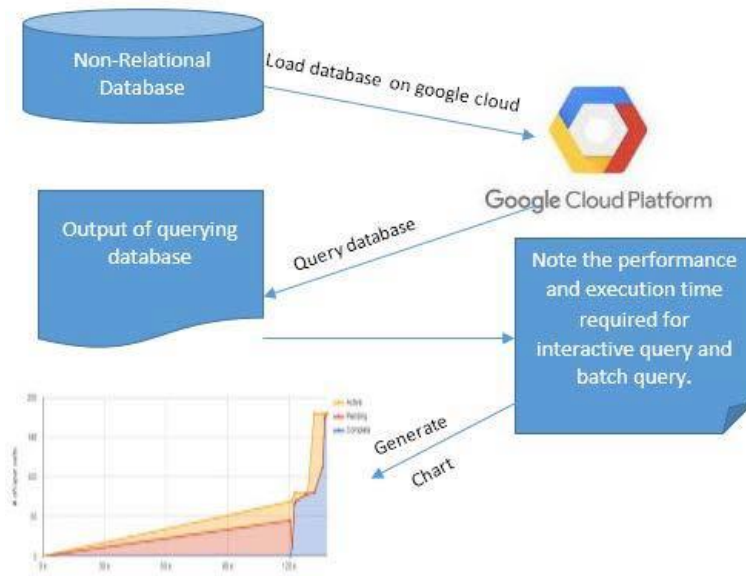 Non-Relational
Database
Load database on google cloud
Google Cloud Platform
Output of querying
database
Query database
Note the performance
and execution time
required for
interactive query and
batch query.
Generate
Chart
Active
Pending
Complete